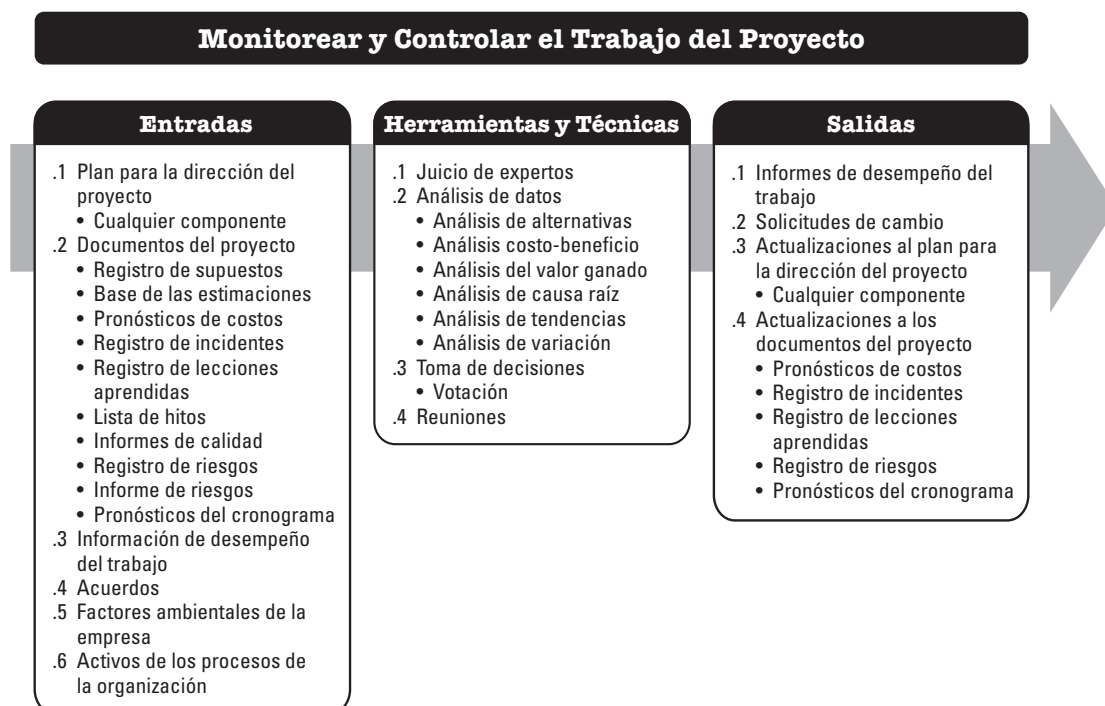 Monitorear y Controlar el Trabajo del Proyecto
Entradas
.1 Plan para la dirección del
proyecto
• Cualquier componente
.2 Documentos del proyecto
• Registro de supuestos
• Base de las estimaciones
• Pronósticos de costos
• Registro de incidentes
• Registro de lecciones
aprendidas
• Lista de hitos
• Informes de calidad
• Registro de riesgos
• Informe de riesgos
• Pronósticos del cronograma
.3 Información de desempeño
del trabajo
.4 Acuerdos
.5 Factores ambientales de la
empresa
.6 Activos de los procesos de
la organización
Herramientas y Técnicas
.1 Juicio de expertos
.2 Análisis de datos
• Análisis de alternativas
• Análisis costo-beneficio
• Análisis del valor ganado
• Análisis de causa raíz
• Análisis de tendencias
• Análisis de variación
.3 Toma de decisiones
• Votación
.4 Reuniones
Salidas
.1 Informes de desempeño del
trabajo
.2 Solicitudes de cambio
.3 Actualizaciones al plan para
la dirección del proyecto
• Cualquier componente
.4 Actualizaciones a los
documentos del proyecto
• Pronósticos de costos
• Registro de incidentes
• Registro de lecciones
aprendidas
• Registro de riesgos
• Pronósticos del cronograma